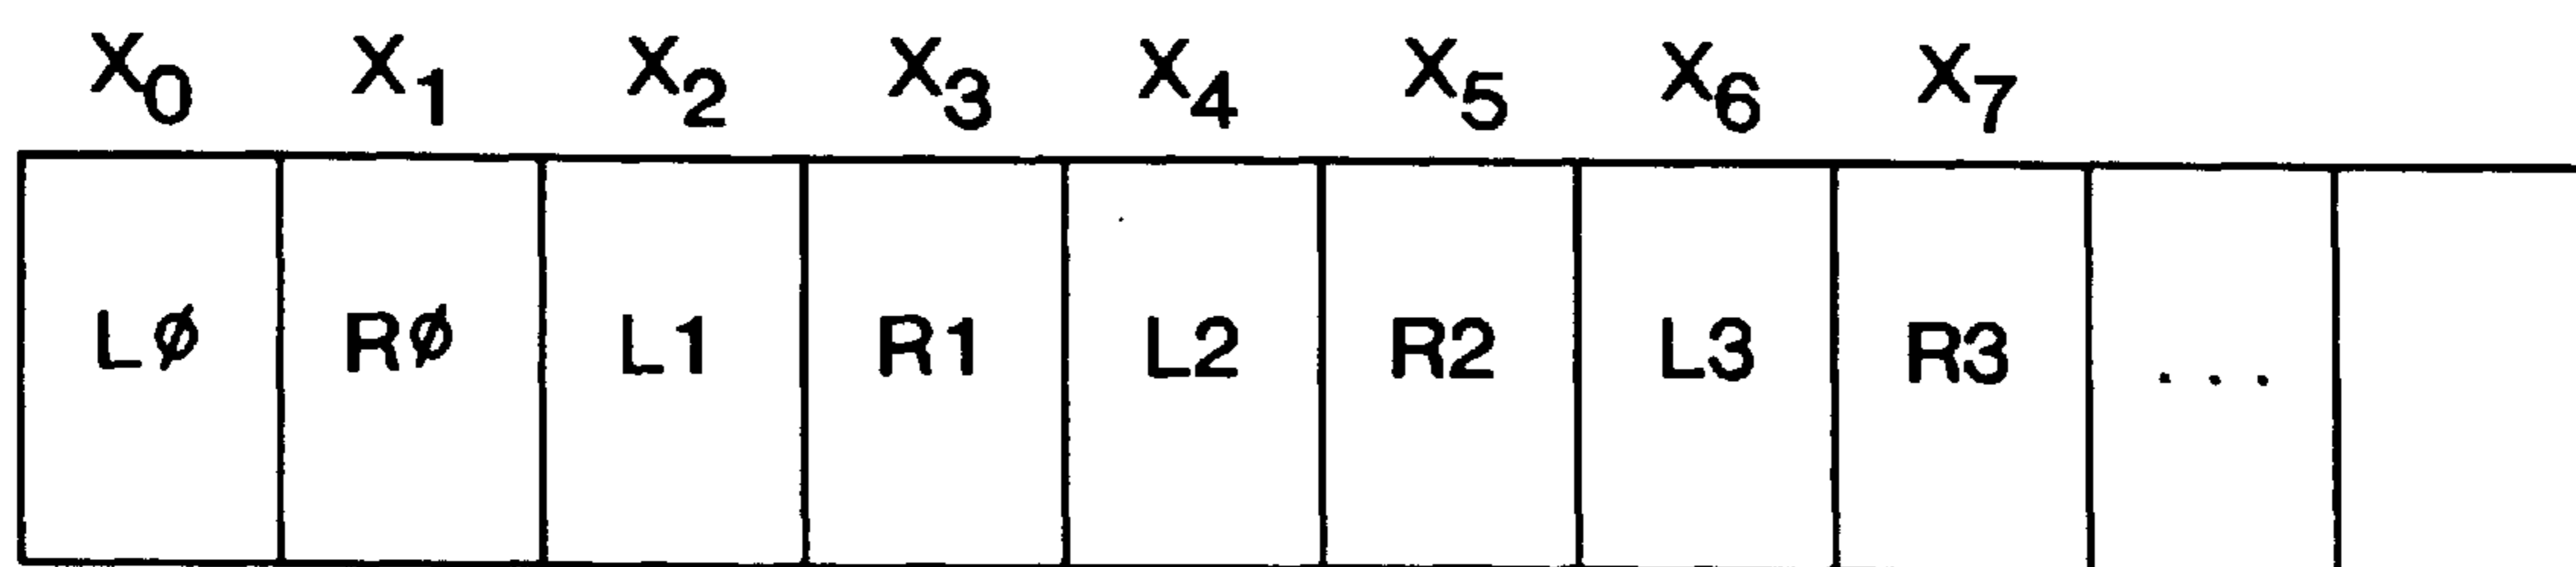 X₀ X₁ X₂ X₃ X₄ X₅ X₆ X₇
LØ RØ L1 R1 L2 R2 L3 R3 ...